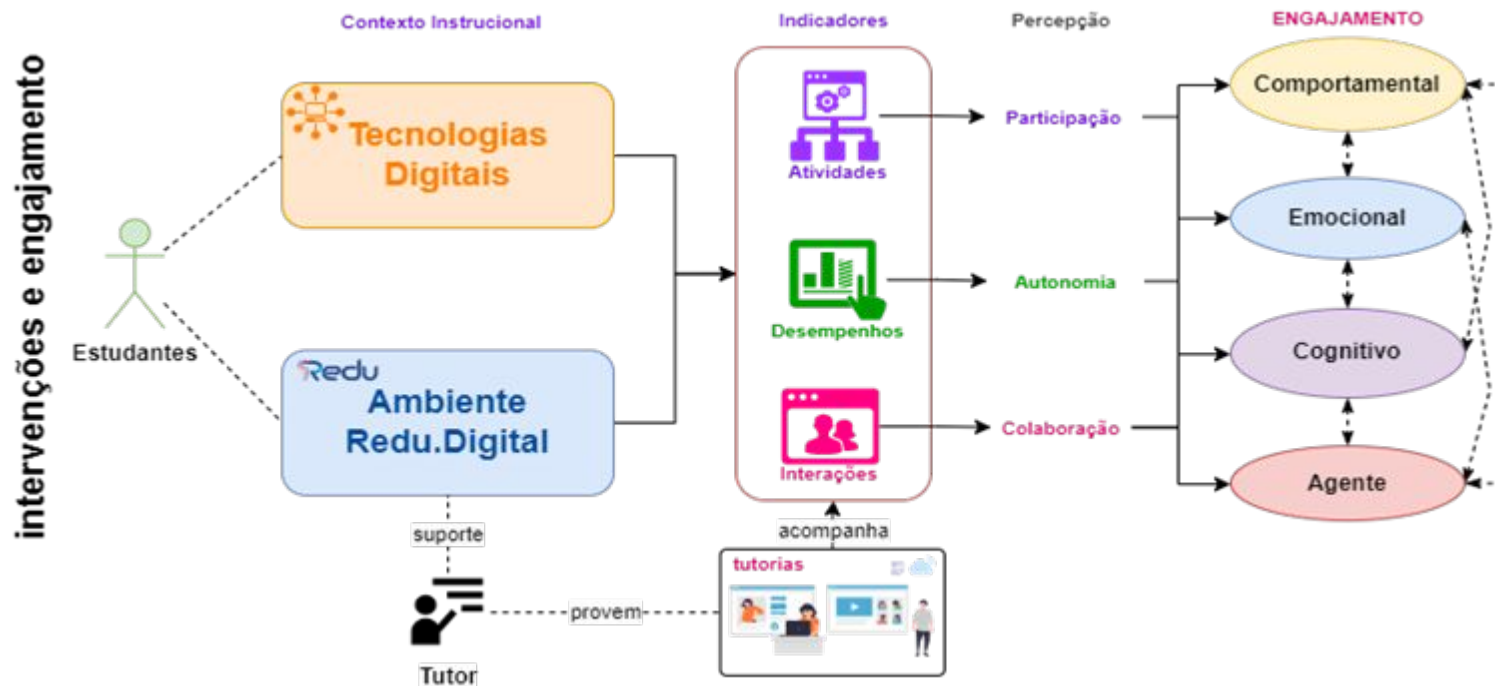 intervenções e engajamento
Contexto Instrucional
Indicadores
Percepção
ENGAJAMENTO
Estudantes
Tecnologias
Digitais
Redu
Ambiente
Redu.Digital
suporte
Tutor
provem
tutorias
acompanha
Atividades
Desempenhos
Interações
Participação
Autonomia
Colaboração
Comportamental
Emocional
Cognitivo
Agente